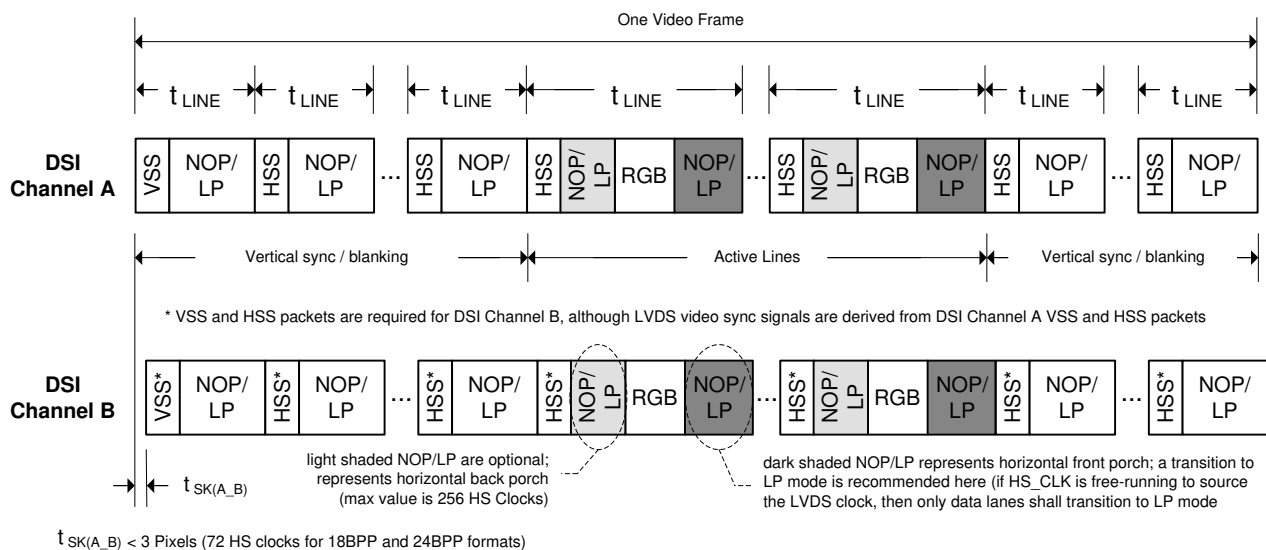 One Video Frame
t LINE t LINE t LINE t LINE t LINE t LINE t LINE
DSI
Channel A
VSS NOP/
LP HSS NOP/
LP ... HSS NOP/
LP HSS NOP/
LP RGB NOP/
LP ... HSS NOP/
LP RGB NOP/
LP HSS NOP/
LP ... HSS NOP/
LP
Vertical sync / blanking Active Lines Vertical sync / blanking
* VSS and HSS packets are required for DSI Channel B, although LVDS video sync signals are derived from DSI Channel A VSS and HSS packets
DSI
Channel B
VSS* NOP/
LP HSS* NOP/
LP ... HSS* NOP/
LP HSS* NOP/
LP RGB NOP/
LP ... HSS* NOP/
LP RGB NOP/
LP HSS* NOP/
LP ... HSS* NOP/
LP
t SK(A_B)
light shaded NOP/LP are optional;
represents horizontal back porch
(max value is 256 HS Clocks)
dark shaded NOP/LP represents horizontal front porch; a transition to
LP mode is recommended here (if HS_CLK is free-running to source
the LVDS clock, then only data lanes shall transition to LP mode
t SK(A_B) < 3 Pixels (72 HS clocks for 18BPP and 24BPP formats)